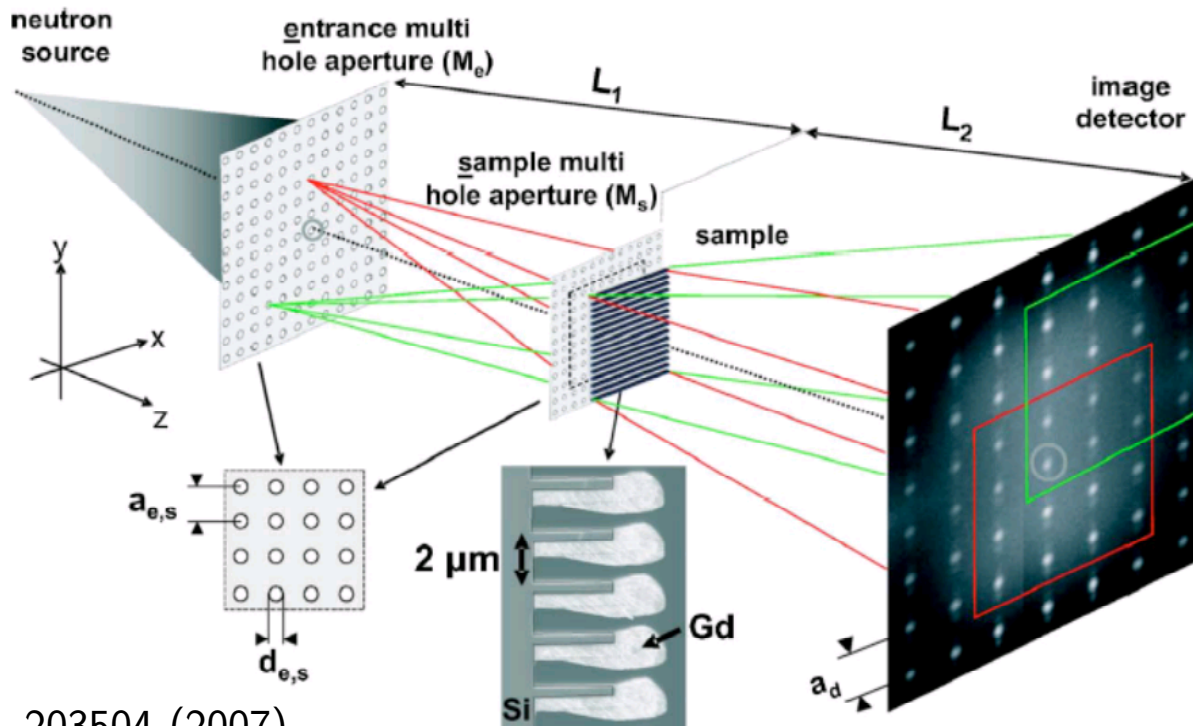 neutron
source
entrance multi
hole aperture (Me)
L1
L2
image
detector
sample multi
hole aperture (Ms)
sample
y
x
z
ae,s
de,s
2 μm
Gd
Si
ad
203504 (2007)